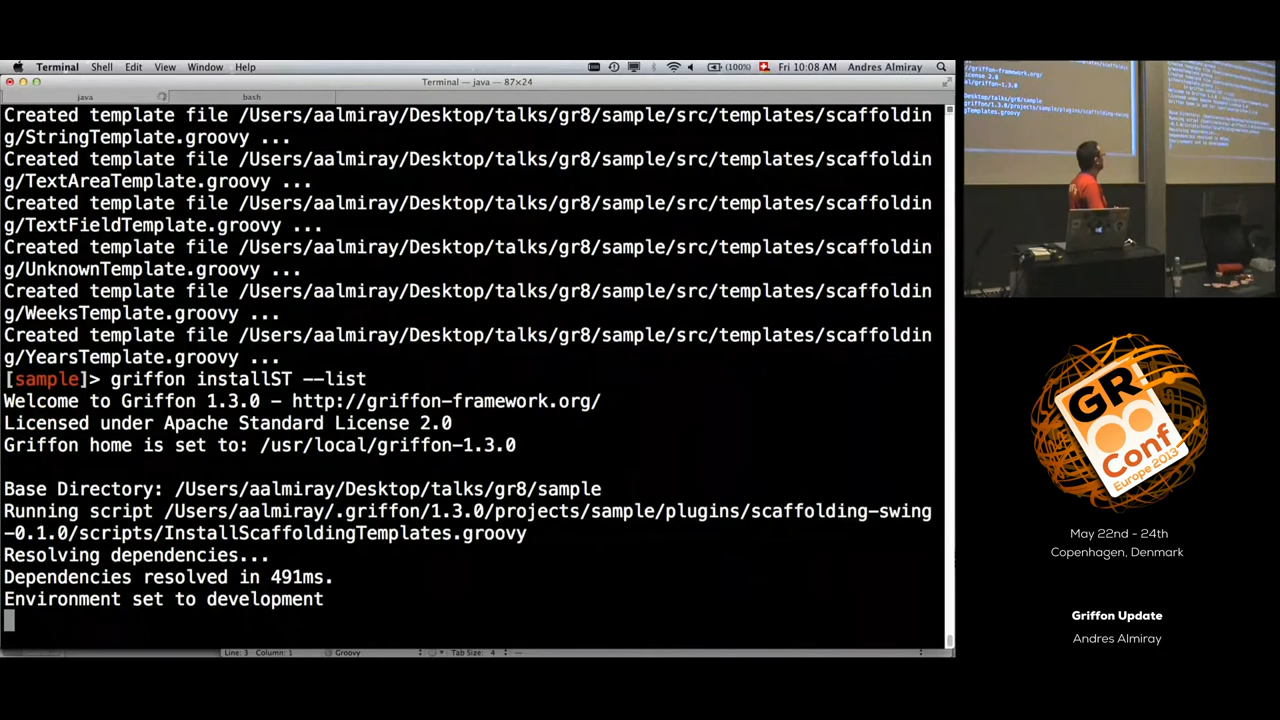 Terminal Shell Edit View Window Help (100%) Fri 10:08 AM Andres Almiray
Terminal — java — 87×24
java bash
Created template file /Users/aalmiray/Desktop/talks/gr8/sample/src/templates/scaffoldin
g/StringTemplate.groovy ...
Created template file /Users/aalmiray/Desktop/talks/gr8/sample/src/templates/scaffoldin
g/TextAreaTemplate.groovy ...
Created template file /Users/aalmiray/Desktop/talks/gr8/sample/src/templates/scaffoldin
g/TextFieldTemplate.groovy ...
Created template file /Users/aalmiray/Desktop/talks/gr8/sample/src/templates/scaffoldin
g/UnknownTemplate.groovy ...
Created template file /Users/aalmiray/Desktop/talks/gr8/sample/src/templates/scaffoldin
g/WeeksTemplate.groovy ...
Created template file /Users/aalmiray/Desktop/talks/gr8/sample/src/templates/scaffoldin
g/YearsTemplate.groovy ...
[sample]> griffon installST --list
Welcome to Griffon 1.3.0 - http://griffon-framework.org/
Licensed under Apache Standard License 2.0
Griffon home is set to: /usr/local/griffon-1.3.0
Base Directory: /Users/aalmiray/Desktop/talks/gr8/sample
Running script /Users/aalmiray/.griffon/1.3.0/projects/sample/plugins/scaffolding-swing
-0.1.0/scripts/InstallScaffoldingTemplates.groovy
Resolving dependencies...
Dependencies resolved in 491ms.
Environment set to development
Line: 3 Column: 1 Groovy Tab Size: 4 —
GR
Conf
Europe 2013
May 22nd - 24th
Copenhagen, Denmark
Griffon Update
Andres Almiray